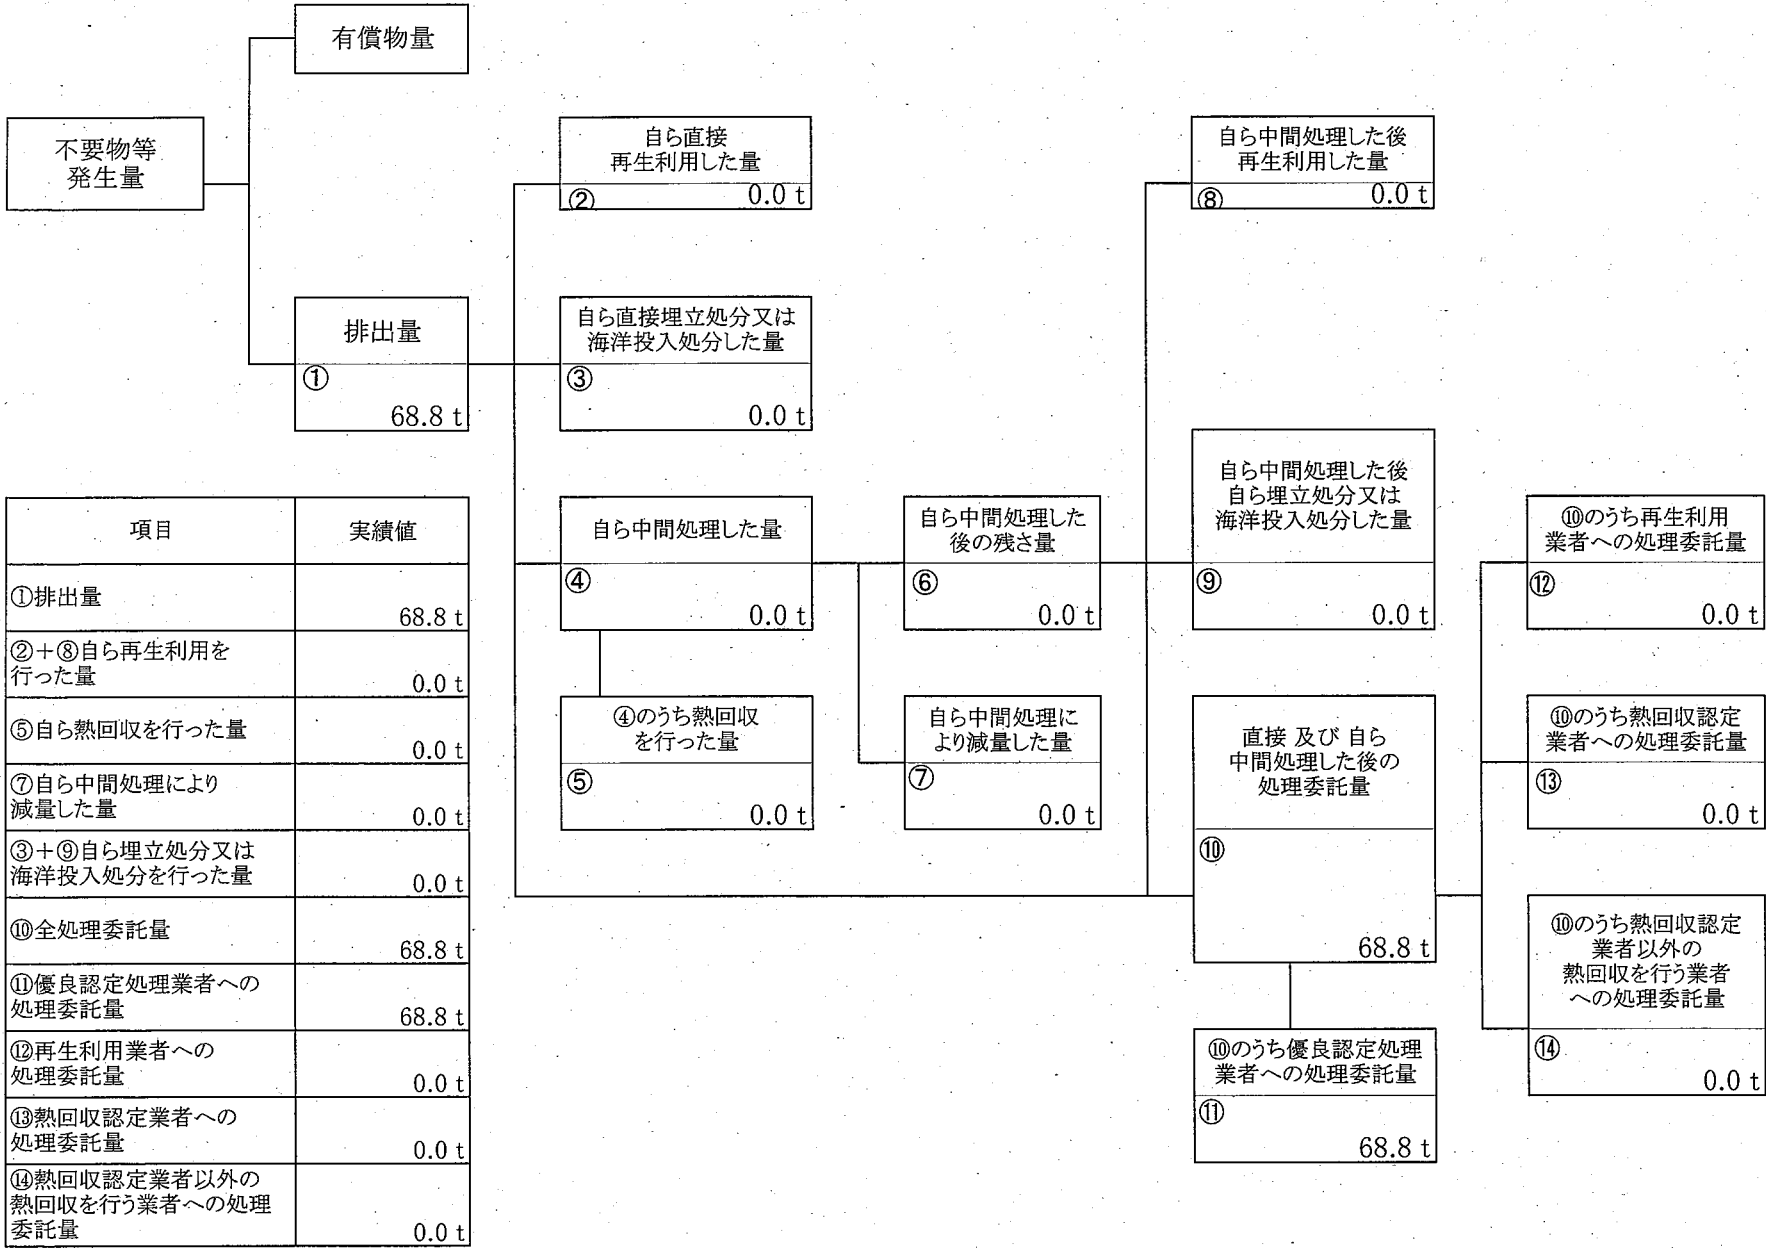 有償物量
不要物等
発生量
自ら直接
再生利用した量
② 0.0 t
自ら中間処理した後
再生利用した量
⑧ 0.0 t
排出量
①
68.8 t
自ら直接埋立処分又は
海洋投入処分した量
③
0.0 t
自ら中間処理した量
④
0.0 t
自ら中間処理した
後の残さ量
⑥
0.0 t
自ら中間処理した後
自ら埋立処分又は
海洋投入処分した量
⑨
0.0 t
⑩のうち再生利用
業者への処理委託量
⑫
0.0 t
④のうち熱回収
を行った量
⑤
0.0 t
自ら中間処理に
より減量した量
⑦
0.0 t
直接 及び 自ら
中間処理した後の
処理委託量
⑩
68.8 t
⑩のうち熱回収認定
業者への処理委託量
⑬
0.0 t
⑩のうち熱回収認定
業者以外の
熱回収を行う業者
への処理委託量
⑭
0.0 t
⑩のうち優良認定処理
業者への処理委託量
⑪
68.8 t
項目 実績値
①排出量
68.8 t
②+⑧自ら再生利用を
行った量
0.0 t
⑤自ら熱回収を行った量
0.0 t
⑦自ら中間処理により
減量した量
0.0 t
③+⑨自ら埋立処分又は
海洋投入処分を行った量
0.0 t
⑩全処理委託量
68.8 t
⑪優良認定処理業者への
処理委託量
68.8 t
⑫再生利用業者への
処理委託量
0.0 t
⑬熱回収認定業者への
処理委託量
0.0 t
⑭熱回収認定業者以外の
熱回収を行う業者への処理
委託量
0.0 t